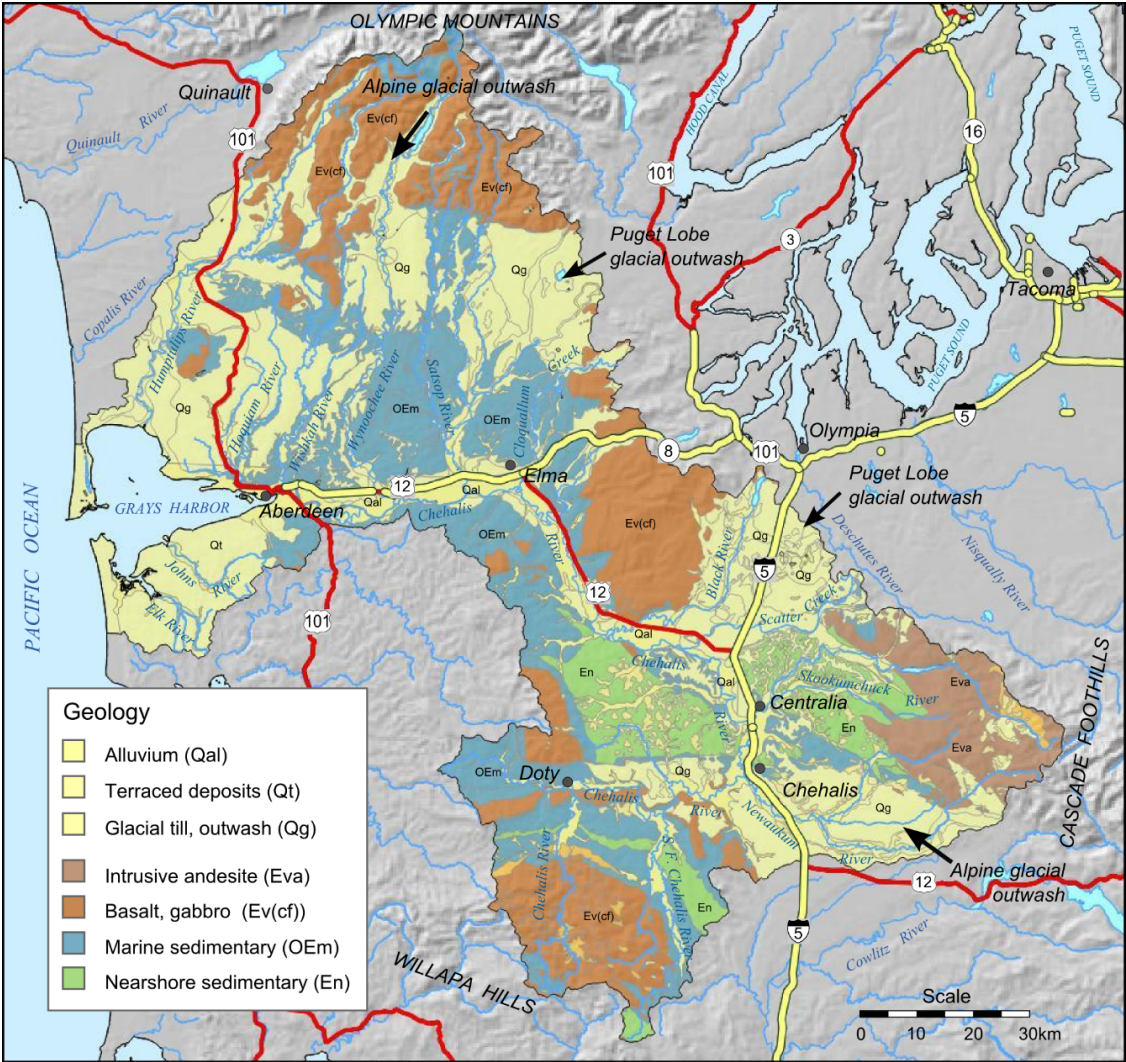 OLYMPIC MOUNTAINS
Quinault
Alpine glacial outwash
Quinault River
HOOD CANAL
PUGET SOUND
101
16
Ev(cf)
Ev(cf)
Ev(cf)
101
3
Puget Lobe
glacial outwash
Qg
Qg
Tacoma
Copalis River
Humptulips River
PUGET SOUND
Creek
Cloquallum
Satsop River
Wynoochee River
Wishkah River
Hoquiam River
OEm
OEm
Qg
5
Olympia
8
101
Elma
12
Qal
Qal
Puget Lobe
glacial outwash
PACIFIC OCEAN
GRAYS HARBOR
Aberdeen
Chehalis
River
Ev(cf)
OEm
Qg
Qg
Black River
Deschutes River
Nisqually River
Qt
Johns River
Elk River
5
12
101
Scatter Creek
Qal
Chehalis
River
En
Qal
Skookumchuck
River
Eva
Centralia
En
Eva
CASCADE FOOTHILLS
OEm
Doty
Qg
Chehalis
River
Chehalis
Newaukum
River
Qg
Alpine glacial
outwash
12
Chehalis River
S. F. Chehalis River
Ev(cf)
En
5
Cowlitz River
WILLAPA HILLS
Geology
Alluvium (Qal)
Terraced deposits (Qt)
Glacial till, outwash (Qg)
Intrusive andesite (Eva)
Basalt, gabbro (Ev(cf))
Marine sedimentary (OEm)
Nearshore sedimentary (En)
Scale
0 10 20 30km